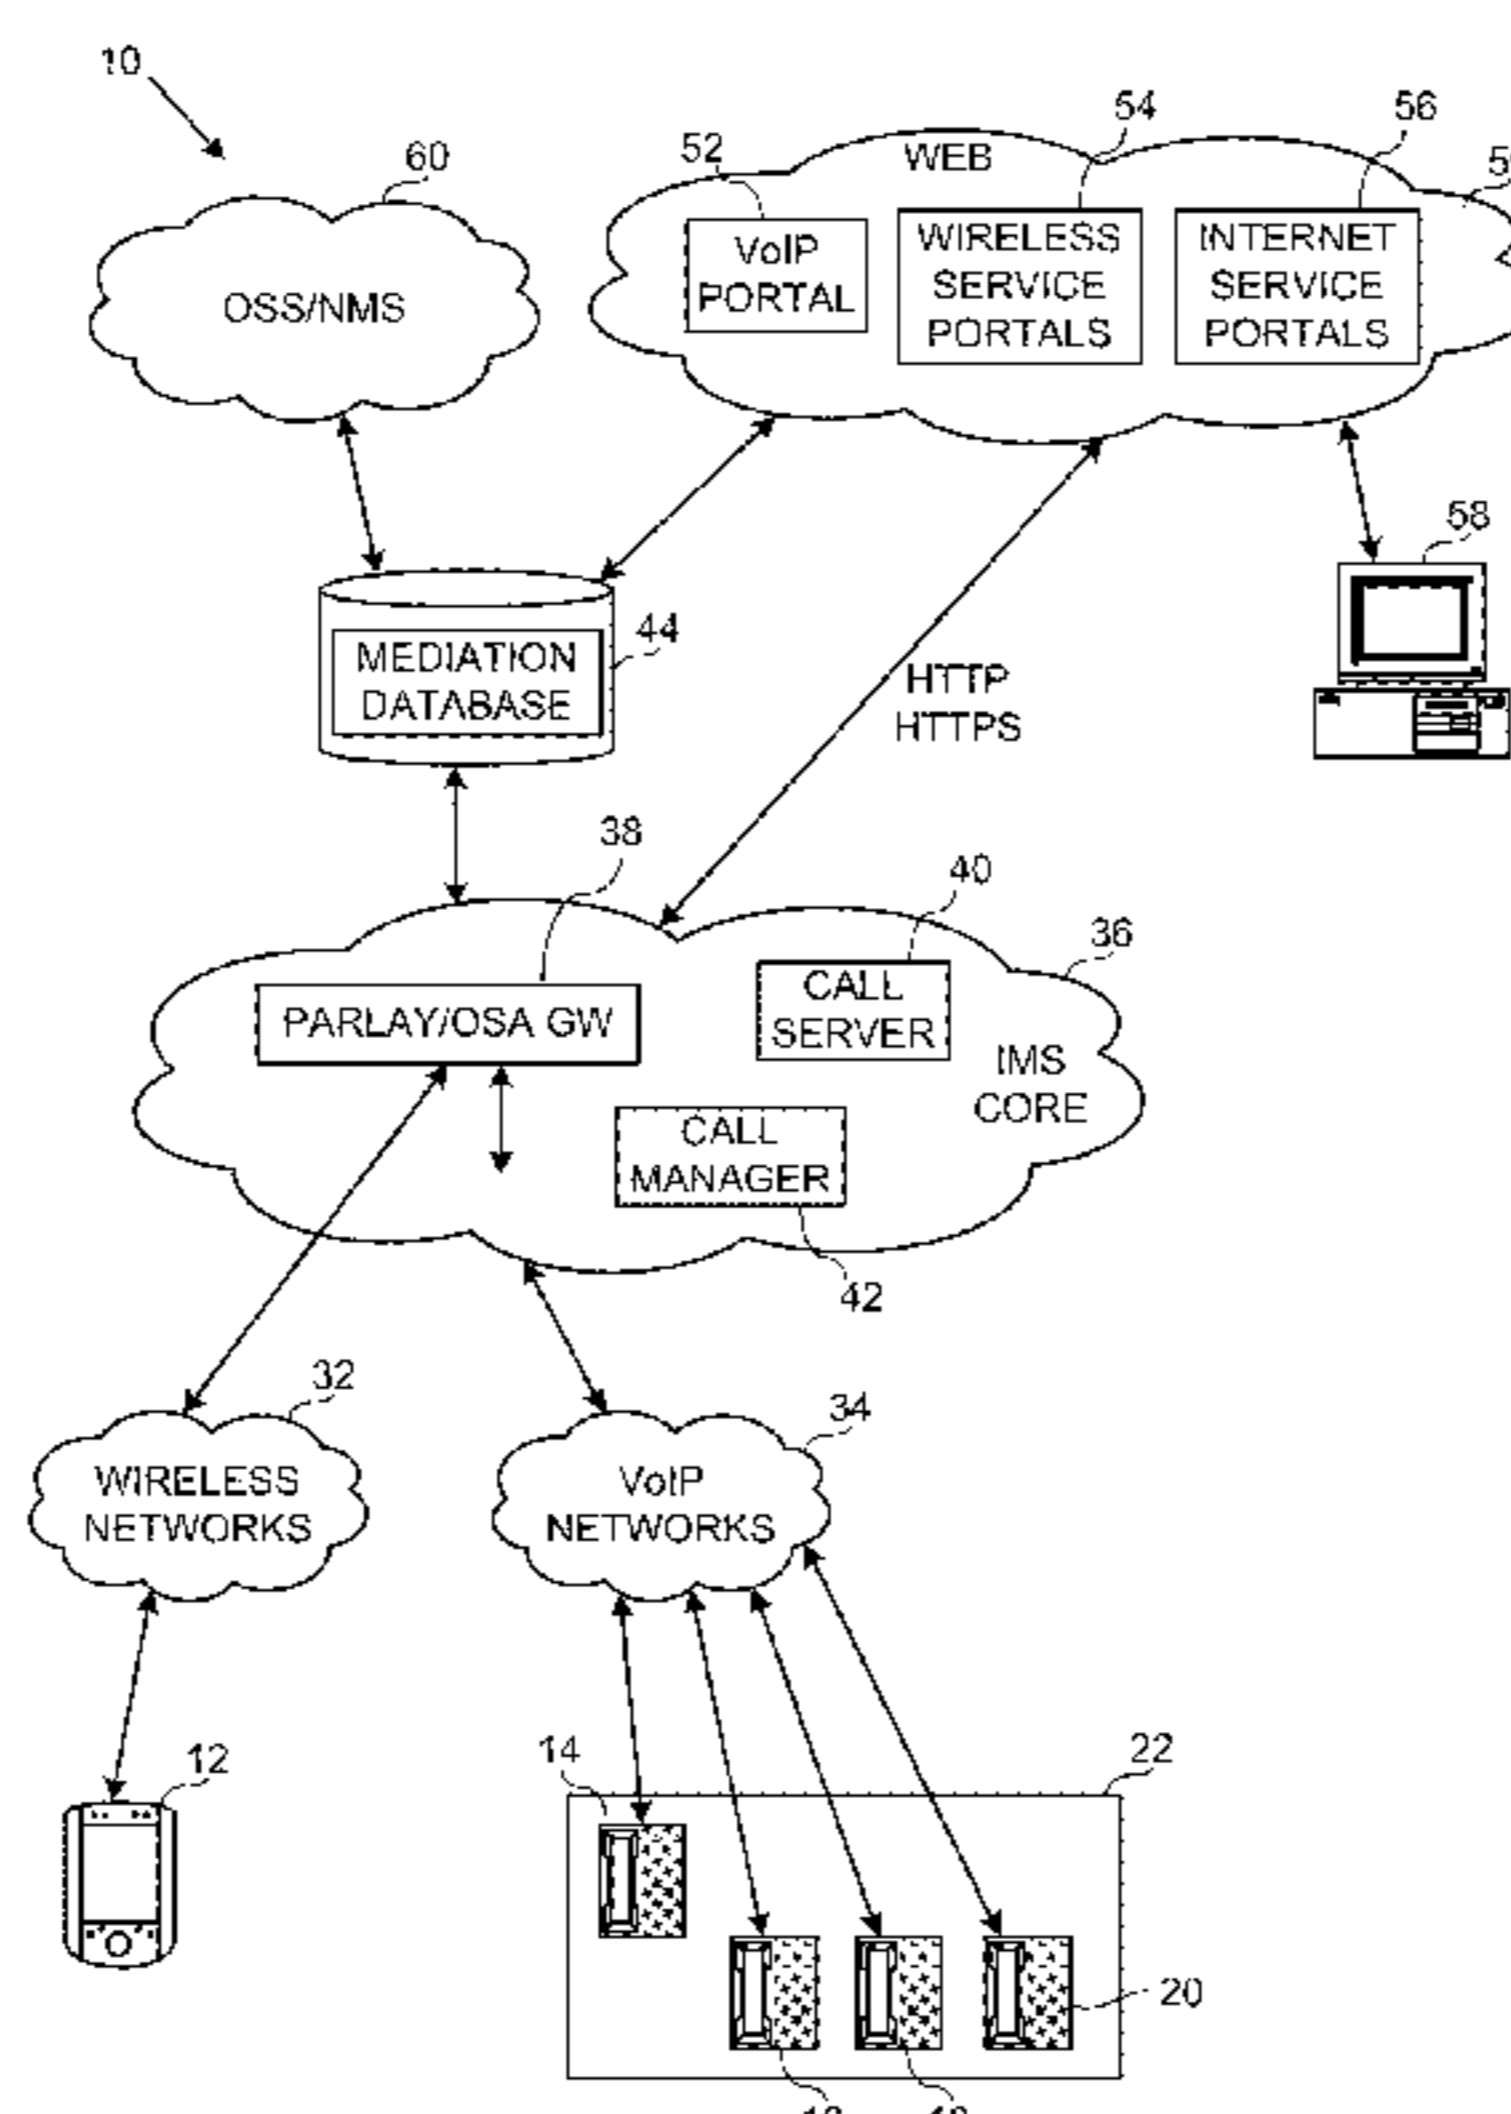 10
60
OSS/NMS
WEB
52
54
56
VoIP
PORTAL
WIRELESS
SERVICE
PORTALS
INTERNET
SERVICE
PORTALS
58
44
MEDIATION
DATABASE
HTTP
HTTPS
38
40
36
PARLAY/OSA GW
CALL
SERVER
IMS
CORE
CALL
MANAGER
42
32
34
WIRELESS
NETWORKS
VoIP
NETWORKS
12
14
22
20